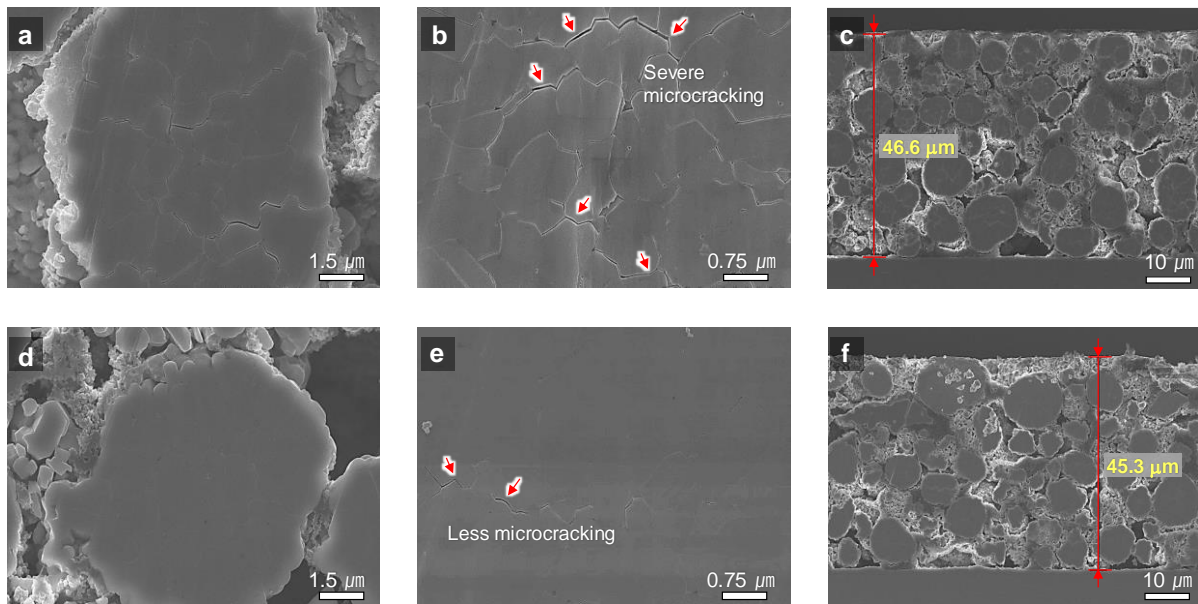 a
b
c
Severe
microcracking
46.6 μm
1.5 ㎛
0.75 ㎛
10 ㎛
d
e
f
45.3 μm
Less microcracking
1.5 ㎛
0.75 ㎛
10 ㎛